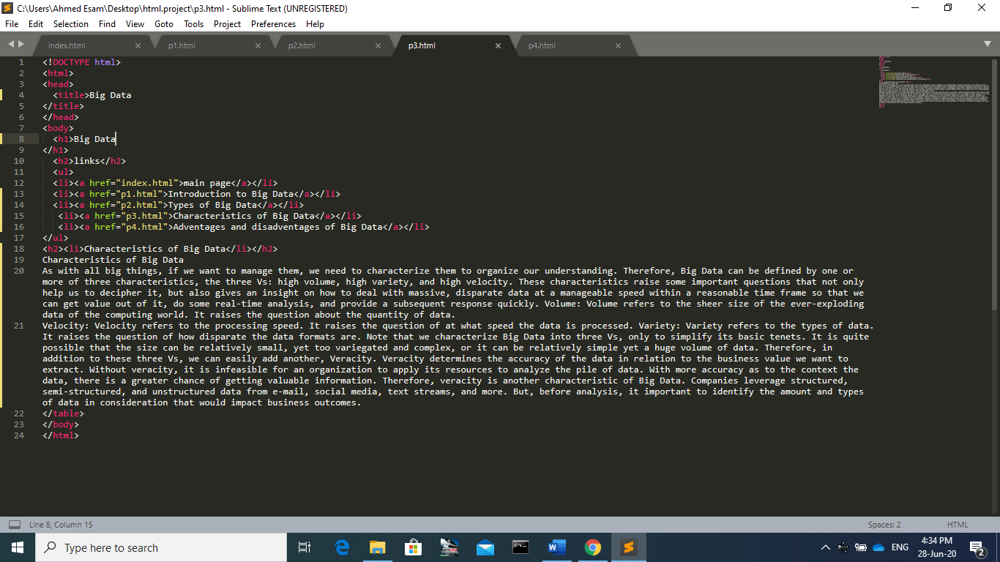 C:\Users\Ahmed Esam\Desktop\html.project\p3.html - Sublime Text (UNREGISTERED)
File Edit Selection Find View Goto Tools Project Preferences Help
index.html p1.html p2.html p3.html p4.html
1 <!DOCTYPE html>
2 <html>
3 <head>
4 <title>Big Data
5 </title>
6 </head>
7 <body>
8 <h1>Big Data
9 </h1>
10 <h2>links</h2>
11 <ul>
12 <li><a href="index.html">main page</a></li>
13 <li><a href="p1.html">Introduction to Big Data</a></li>
14 <li><a href="p2.html">Types of Big Data</a></li>
15 <li><a href="p3.html">Characteristics of Big Data</a></li>
16 <li><a href="p4.html">Adventages and disadventages of Big Data</a></li>
17 </ul>
18 <h2><li>Characteristics of Big Data</li></h2>
19 Characteristics of Big Data
20 As with all big things, if we want to manage them, we need to characterize them to organize our understanding. Therefore, Big Data can be defined by one or
more of three characteristics, the three Vs: high volume, high variety, and high velocity. These characteristics raise some important questions that not only
help us to decipher it, but also gives an insight on how to deal with massive, disparate data at a manageable speed within a reasonable time frame so that we
can get value out of it, do some real-time analysis, and provide a subsequent response quickly. Volume: Volume refers to the sheer size of the ever-exploding
data of the computing world. It raises the question about the quantity of data.
21 Velocity: Velocity refers to the processing speed. It raises the question of at what speed the data is processed. Variety: Variety refers to the types of data.
It raises the question of how disparate the data formats are. Note that we characterize Big Data into three Vs, only to simplify its basic tenets. It is quite
possible that the size can be relatively small, yet too variegated and complex, or it can be relatively simple yet a huge volume of data. Therefore, in
addition to these three Vs, we can easily add another, Veracity. Veracity determines the accuracy of the data in relation to the business value we want to
extract. Without veracity, it is infeasible for an organization to apply its resources to analyze the pile of data. With more accuracy as to the context the
data, there is a greater chance of getting valuable information. Therefore, veracity is another characteristic of Big Data. Companies leverage structured,
semi-structured, and unstructured data from e-mail, social media, text streams, and more. But, before analysis, it important to identify the amount and types
of data in consideration that would impact business outcomes.
22 </table>
23 </body>
24 </html>
Line 8, Column 15 Spaces: 2 HTML
Type here to search ENG 4:34 PM
28-Jun-20 2